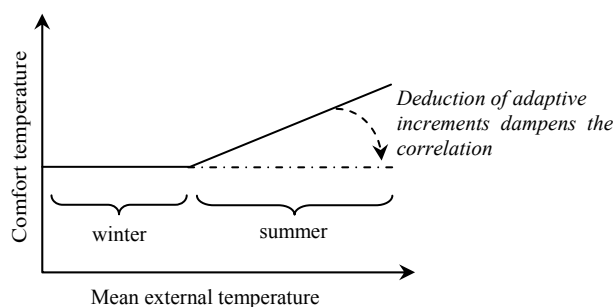 Comfort temperature
Deduction of adaptive
increments dampens the
correlation
winter
summer
Mean external temperature